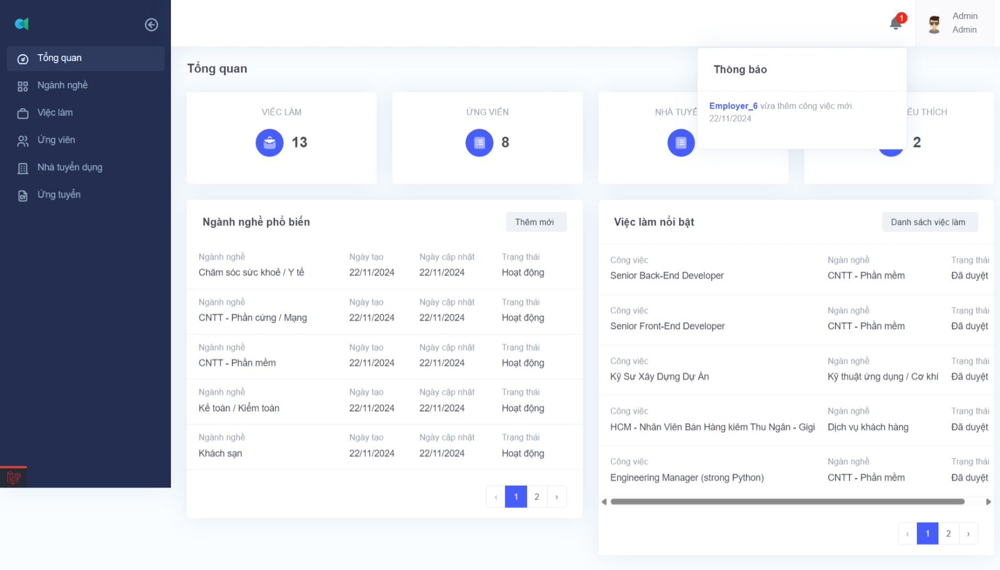 1
Admin
Admin
Tổng quan
Ngành nghề
Việc làm
Ứng viên
Nhà tuyển dụng
Ứng tuyển
Tổng quan
Thông báo
Employer_6 vừa thêm công việc mới.
22/11/2024
VIỆC LÀM
13
ỨNG VIÊN
8
NHÀ TUYỂ
ÊU THÍCH
2
Ngành nghề phổ biến
Thêm mới
Ngành nghề Ngày tạo Ngày cập nhật Trạng thái
Chăm sóc sức khoẻ / Y tế 22/11/2024 22/11/2024 Hoạt động
Ngành nghề Ngày tạo Ngày cập nhật Trạng thái
CNTT - Phần cứng / Mạng 22/11/2024 22/11/2024 Hoạt động
Ngành nghề Ngày tạo Ngày cập nhật Trạng thái
CNTT - Phần mềm 22/11/2024 22/11/2024 Hoạt động
Ngành nghề Ngày tạo Ngày cập nhật Trạng thái
Kế toán / Kiểm toán 22/11/2024 22/11/2024 Hoạt động
Ngành nghề Ngày tạo Ngày cập nhật Trạng thái
Khách sạn 22/11/2024 22/11/2024 Hoạt động
‹ 1 2 ›
Việc làm nổi bật
Danh sách việc làm
Công việc Ngàn nghề Trạng thái
Senior Back-End Developer CNTT - Phần mềm Đã duyệt
Công việc Ngàn nghề Trạng thái
Senior Front-End Developer CNTT - Phần mềm Đã duyệt
Công việc Ngàn nghề Trạng thái
Kỹ Sư Xây Dựng Dự Án Kỹ thuật ứng dụng / Cơ khí Đã duyệt
Công việc Ngàn nghề Trạng thái
HCM - Nhân Viên Bán Hàng kiêm Thu Ngân - Gigi Dịch vụ khách hàng Đã duyệt
Công việc Ngàn nghề Trạng thái
Engineering Manager (strong Python) CNTT - Phần mềm Đã duyệt
‹ 1 2 ›